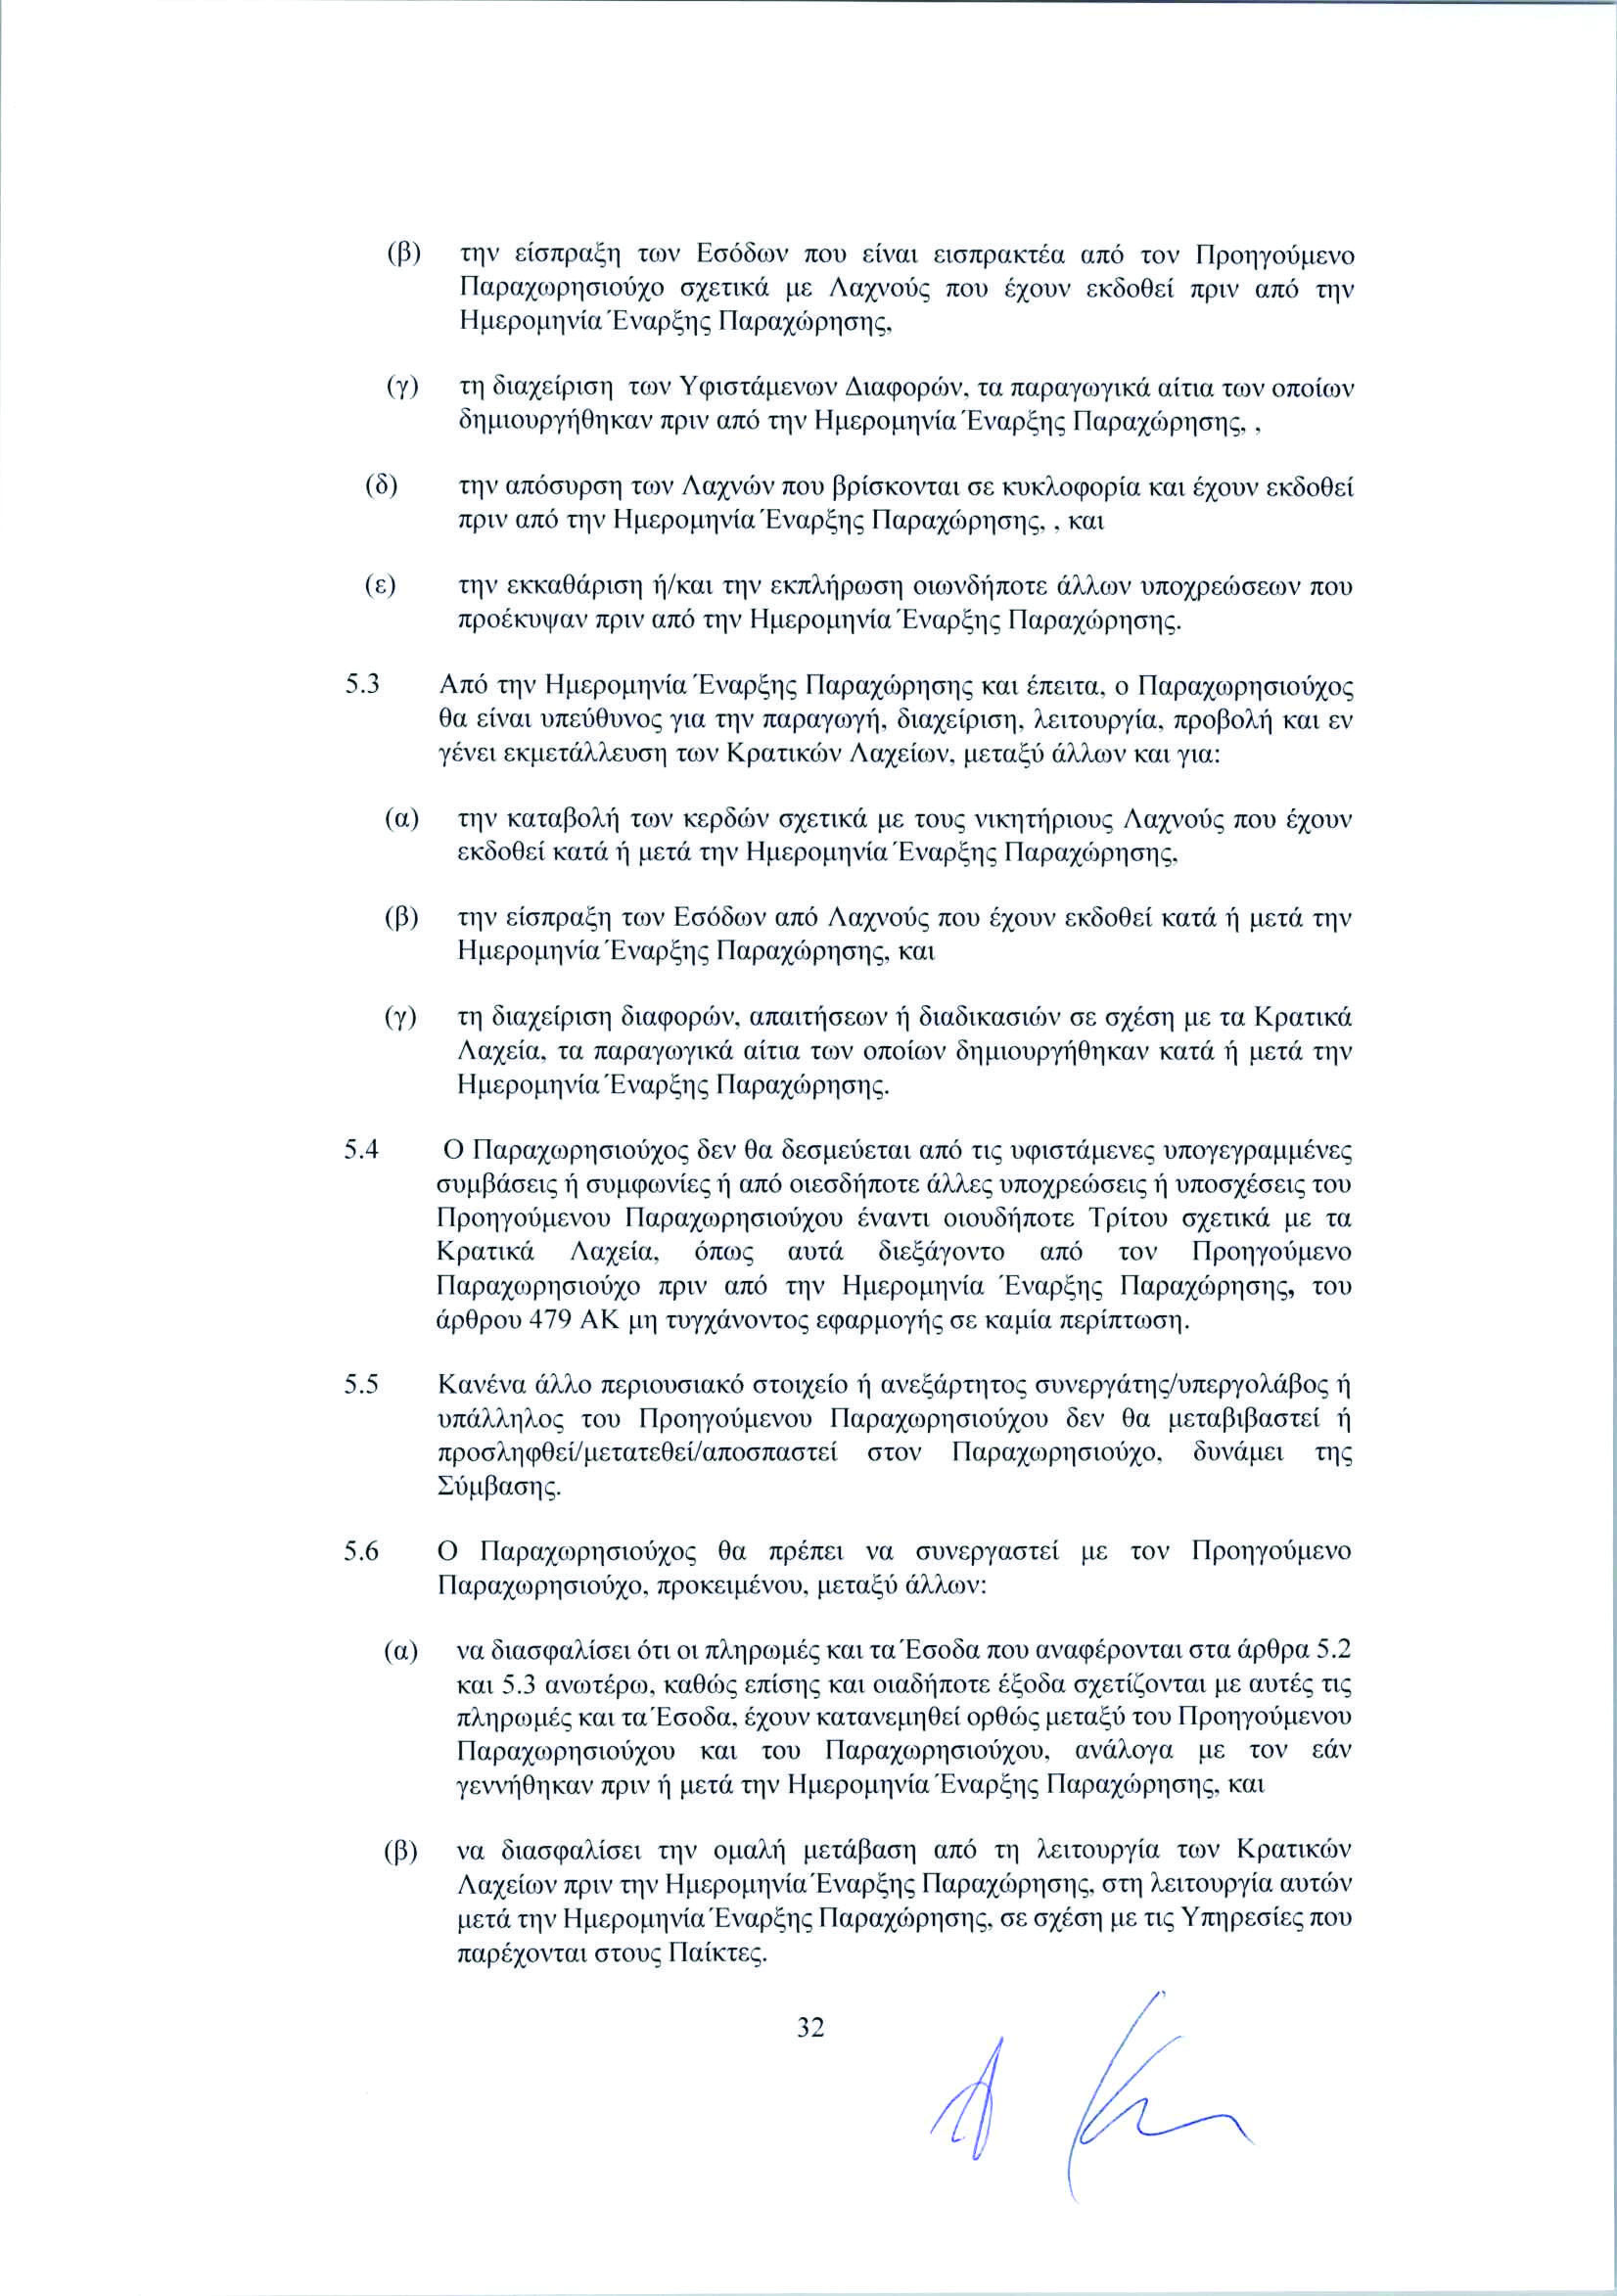 (β) την είσπραξη των Εσόδων που είναι εισπρακτέα από τον Προηγούμενο
Παραχωρησιούχο σχετικά με Λαχνούς που έχουν εκδοθεί πριν από την
Ημερομηνία Έναρξης Παραχώρησης,
(γ) τη διαχείριση των Υφιστάμενων Διαφορών, τα παραγωγικά αίτια των οποίων
δημιουργήθηκαν πριν από την Ημερομηνία Έναρξης Παραχώρησης, ,
(δ) την απόσυρση των Λαχνών που βρίσκονται σε κυκλοφορία και έχουν εκδοθεί
πριν από την Ημερομηνία Έναρξης Παραχώρησης, , και
(ε) την εκκαθάριση ή/και την εκπλήρωση οιωνδήποτε άλλων υποχρεώσεων που
προέκυψαν πριν από την Ημερομηνία Έναρξης Παραχώρησης.
5.3 Από την Ημερομηνία Έναρξης Παραχώρησης και έπειτα, ο Παραχωρησιούχος
θα είναι υπεύθυνος για την παραγωγή, διαχείριση, λειτουργία, προβολή και εν
γένει εκμετάλλευση των Κρατικών Λαχείων, μεταξύ άλλων και για:
(α) την καταβολή των κερδών σχετικά με τους νικητήριους Λαχνούς που έχουν
εκδοθεί κατά ή μετά την Ημερομηνία Έναρξης Παραχώρησης,
(β) την είσπραξη των Εσόδων από Λαχνούς που έχουν εκδοθεί κατά ή μετά την
Ημερομηνία Έναρξης Παραχώρησης, και
(γ) τη διαχείριση διαφορών, απαιτήσεων ή διαδικασιών σε σχέση με τα Κρατικά
Λαχεία, τα παραγωγικά αίτια των οποίων δημιουργήθηκαν κατά ή μετά την
Ημερομηνία Έναρξης Παραχώρησης.
5.4 Ο Παραχωρησιούχος δεν θα δεσμεύεται από τις υφιστάμενες υπογεγραμμένες
συμβάσεις ή συμφωνίες ή από οιεσδήποτε άλλες υποχρεώσεις ή υποσχέσεις του
Προηγούμενου Παραχωρησιούχου έναντι οιουδήποτε Τρίτου σχετικά με τα
Κρατικά Λαχεία, όπως αυτά διεξάγοντο από τον Προηγούμενο
Παραχωρησιούχο πριν από την Ημερομηνία Έναρξης Παραχώρησης, του
άρθρου 479 ΑΚ μη τυγχάνοντος εφαρμογής σε καμία περίπτωση.
5.5 Κανένα άλλο περιουσιακό στοιχείο ή ανεξάρτητος συνεργάτης/υπεργολάβος ή
υπάλληλος του Προηγούμενου Παραχωρησιούχου δεν θα μεταβιβαστεί ή
προσληφθεί/μετατεθεί/αποσπαστεί στον Παραχωρησιούχο, δυνάμει της
Σύμβασης.
5.6 Ο Παραχωρησιούχος θα πρέπει να συνεργαστεί με τον Προηγούμενο
Παραχωρησιούχο, προκειμένου, μεταξύ άλλων:
(α) να διασφαλίσει ότι οι πληρωμές και τα Έσοδα που αναφέρονται στα άρθρα 5.2
και 5.3 ανωτέρω, καθώς επίσης και οιαδήποτε έξοδα σχετίζονται με αυτές τις
πληρωμές και τα Έσοδα, έχουν κατανεμηθεί ορθώς μεταξύ του Προηγούμενου
Παραχωρησιούχου και του Παραχωρησιούχου, ανάλογα με τον εάν
γεννήθηκαν πριν ή μετά την Ημερομηνία Έναρξης Παραχώρησης, και
(β) να διασφαλίσει την ομαλή μετάβαση από τη λειτουργία των Κρατικών
Λαχείων πριν την Ημερομηνία Έναρξης Παραχώρησης, στη λειτουργία αυτών
μετά την Ημερομηνία Έναρξης Παραχώρησης, σε σχέση με τις Υπηρεσίες που
παρέχονται στους Παίκτες.
32